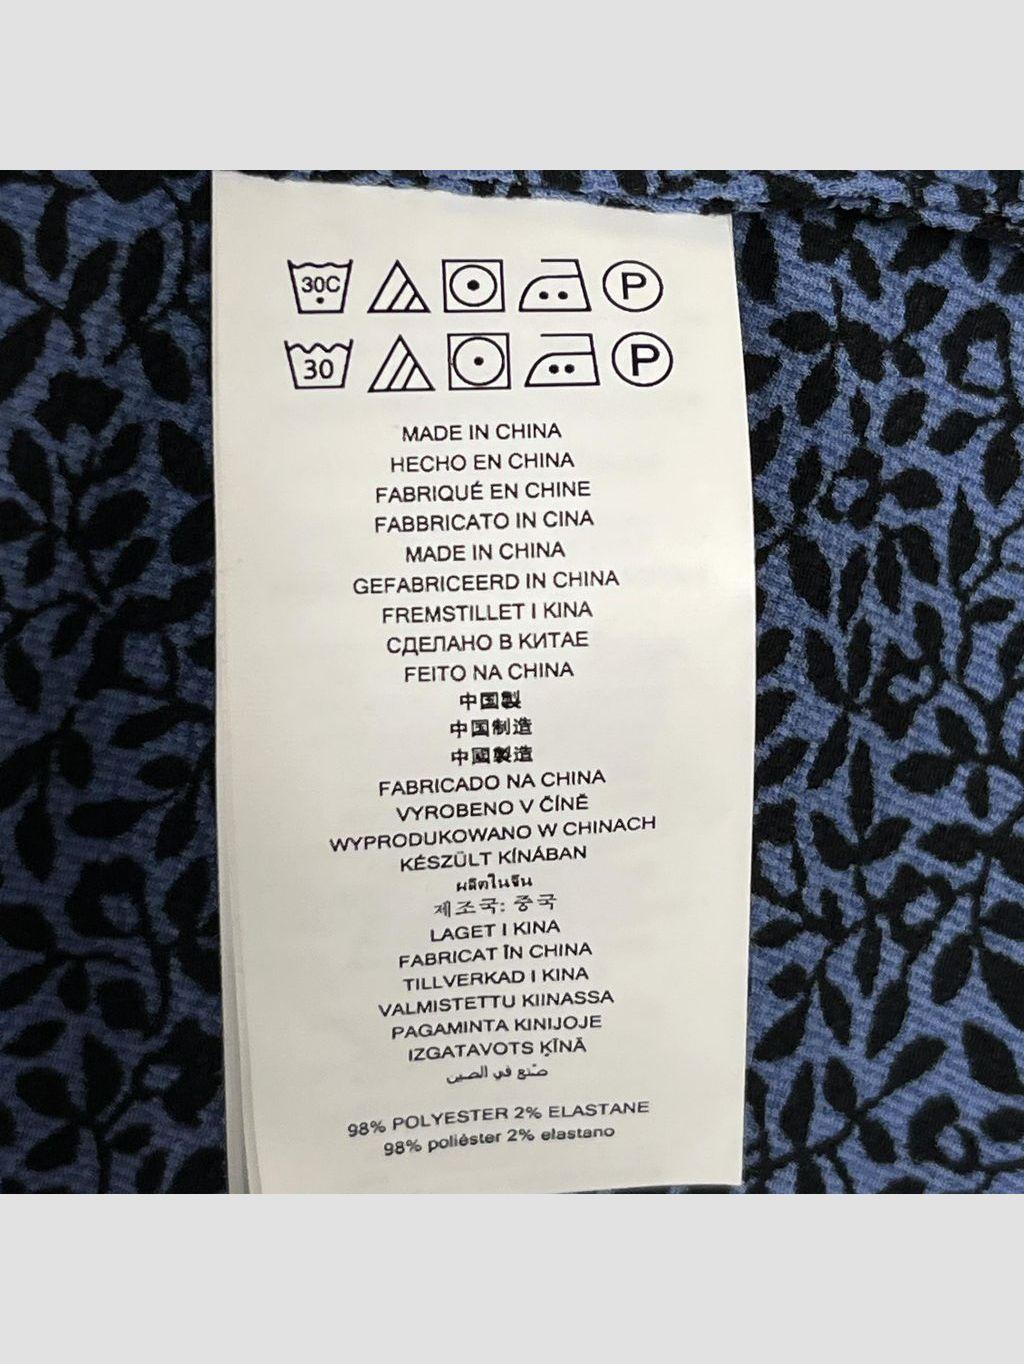 30C P
30 P
MADE IN CHINA
HECHO EN CHINA
FABRIQUÉ EN CHINE
FABBRICATO IN CINA
MADE IN CHINA
GEFABRICEERD IN CHINA
FREMSTILLET I KINA
СДЕЛАНО В КИТАЕ
FEITO NA CHINA
中国製
中国制造
中國製造
FABRICADO NA CHINA
VYROBENO V ČÍNĚ
WYPRODUKOWANO W CHINACH
KÉSZÜLT KÍNÁBAN
ผลิตในจีน
제조국: 중국
LAGET I KINA
FABRICAT ÎN CHINA
TILLVERKAD I KINA
VALMISTETTU KIINASSA
PAGAMINTA KINIJOJE
IZGATAVOTS ĶĪNĀ
صنع في الصين
98% POLYESTER 2% ELASTANE
98% poliéster 2% elastano